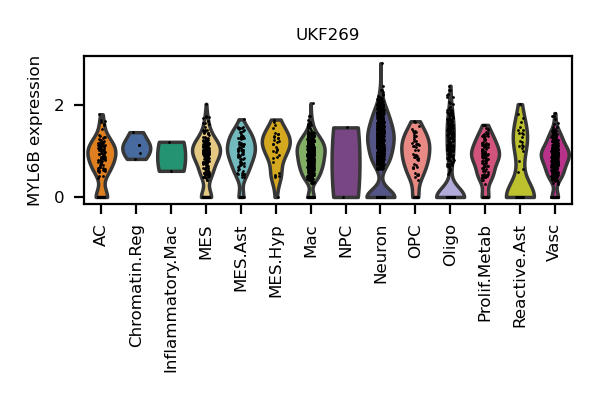 UKF269
MYL6B expression
2
0
AC
Chromatin.Reg
Inflammatory.Mac
MES
MES.Ast
MES.Hyp
Mac
NPC
Neuron
OPC
Oligo
Prolif.Metab
Reactive.Ast
Vasc